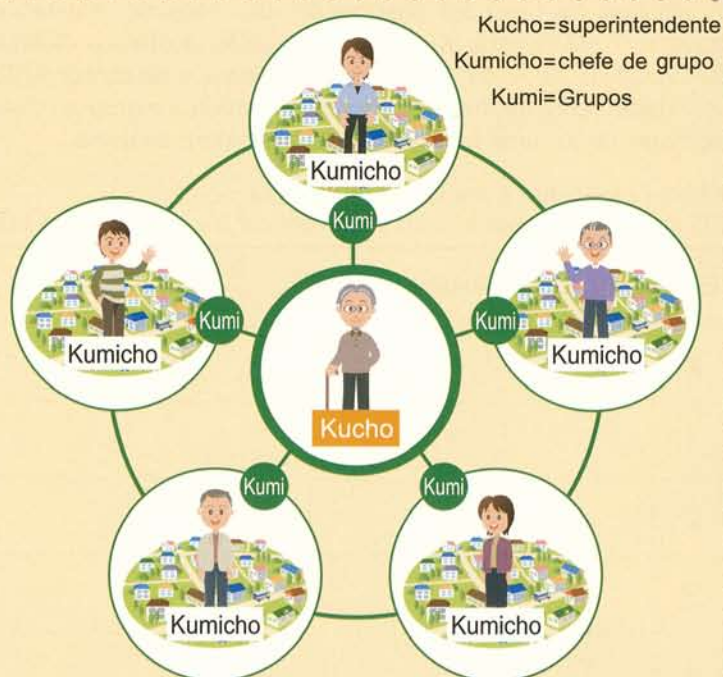 Kucho=superintendente
Kumicho=chefe de grupo
Kumi=Grupos
Kumicho
Kumi
Kumicho
Kumi
Kumi
Kumicho
Kucho
Kumi
Kumi
Kumicho
Kumicho